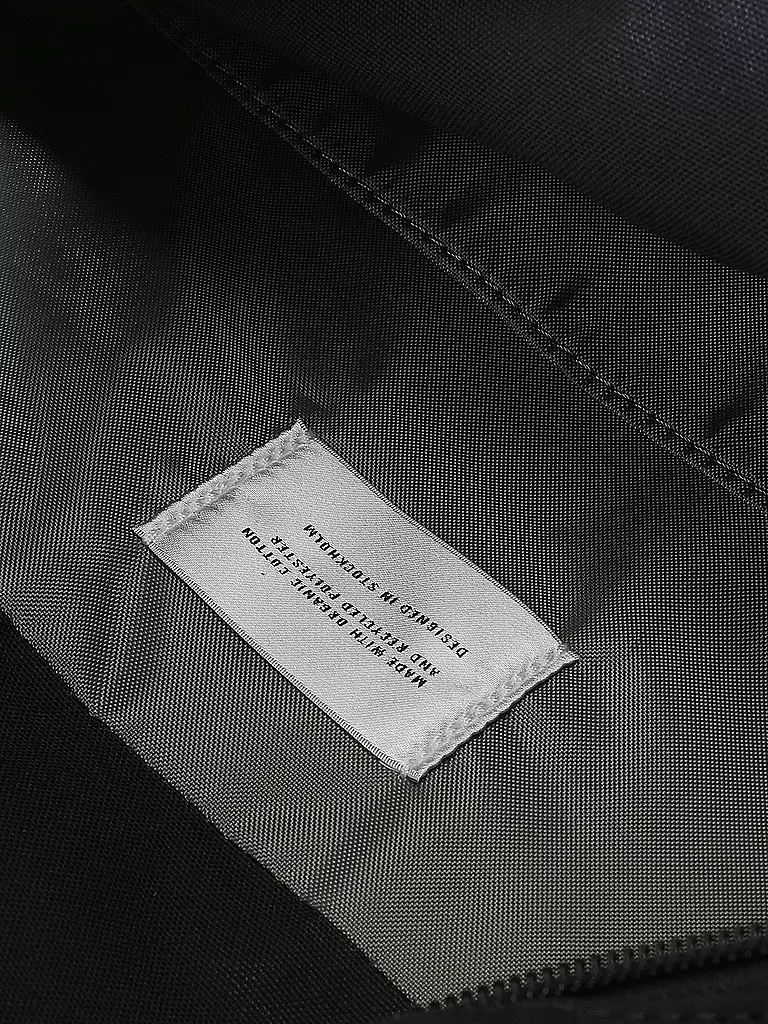 MADE WITH ORGANIC COTTON
AND RECYCLED POLYESTER
DESIGNED IN STOCKHOLM